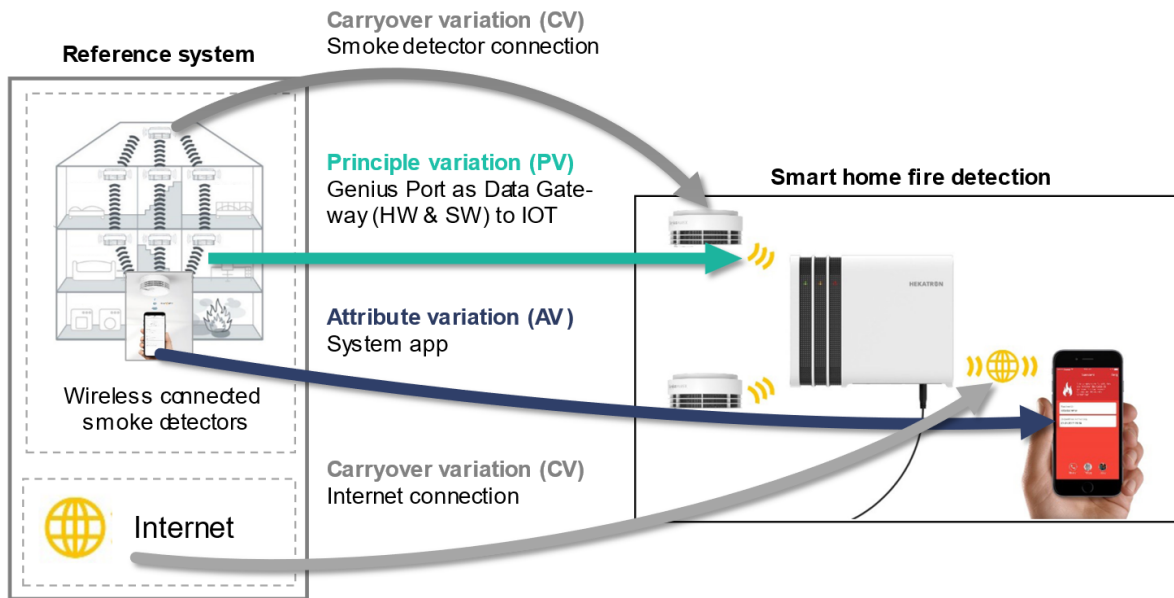 Carryover variation (CV)
Smoke detector connection
Reference system
Principle variation (PV)
Genius Port as Data Gate-
way (HW & SW) to IOT
Smart home fire detection
HEKATRON
Attribute variation (AV)
System app
Wireless connected
smoke detectors
Carryover variation (CV)
Internet connection
Internet